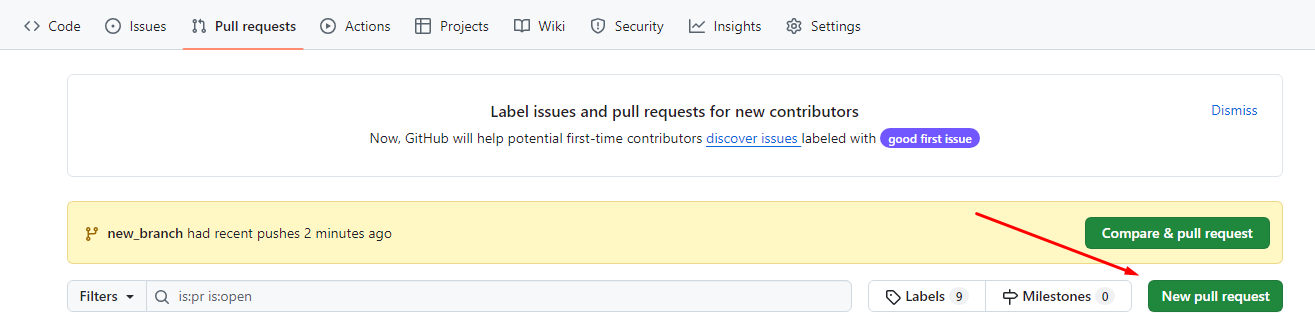 Code Issues Pull requests Actions Projects Wiki Security Insights Settings
Label issues and pull requests for new contributors
Dismiss
Now, GitHub will help potential first-time contributors discover issues labeled with good first issue
new_branch had recent pushes 2 minutes ago
Compare & pull request
Filters is:pr is:open Labels 9 Milestones 0 New pull request